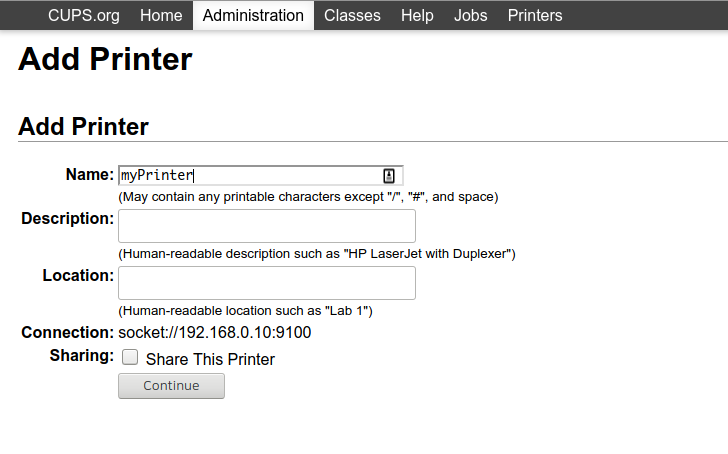 CUPS.org Home Administration Classes Help Jobs Printers
Add Printer
Add Printer
Name: myPrinter
(May contain any printable characters except "/", "#", and space)
Description:
(Human-readable description such as "HP LaserJet with Duplexer")
Location:
(Human-readable location such as "Lab 1")
Connection: socket://192.168.0.10:9100
Sharing: Share This Printer
Continue